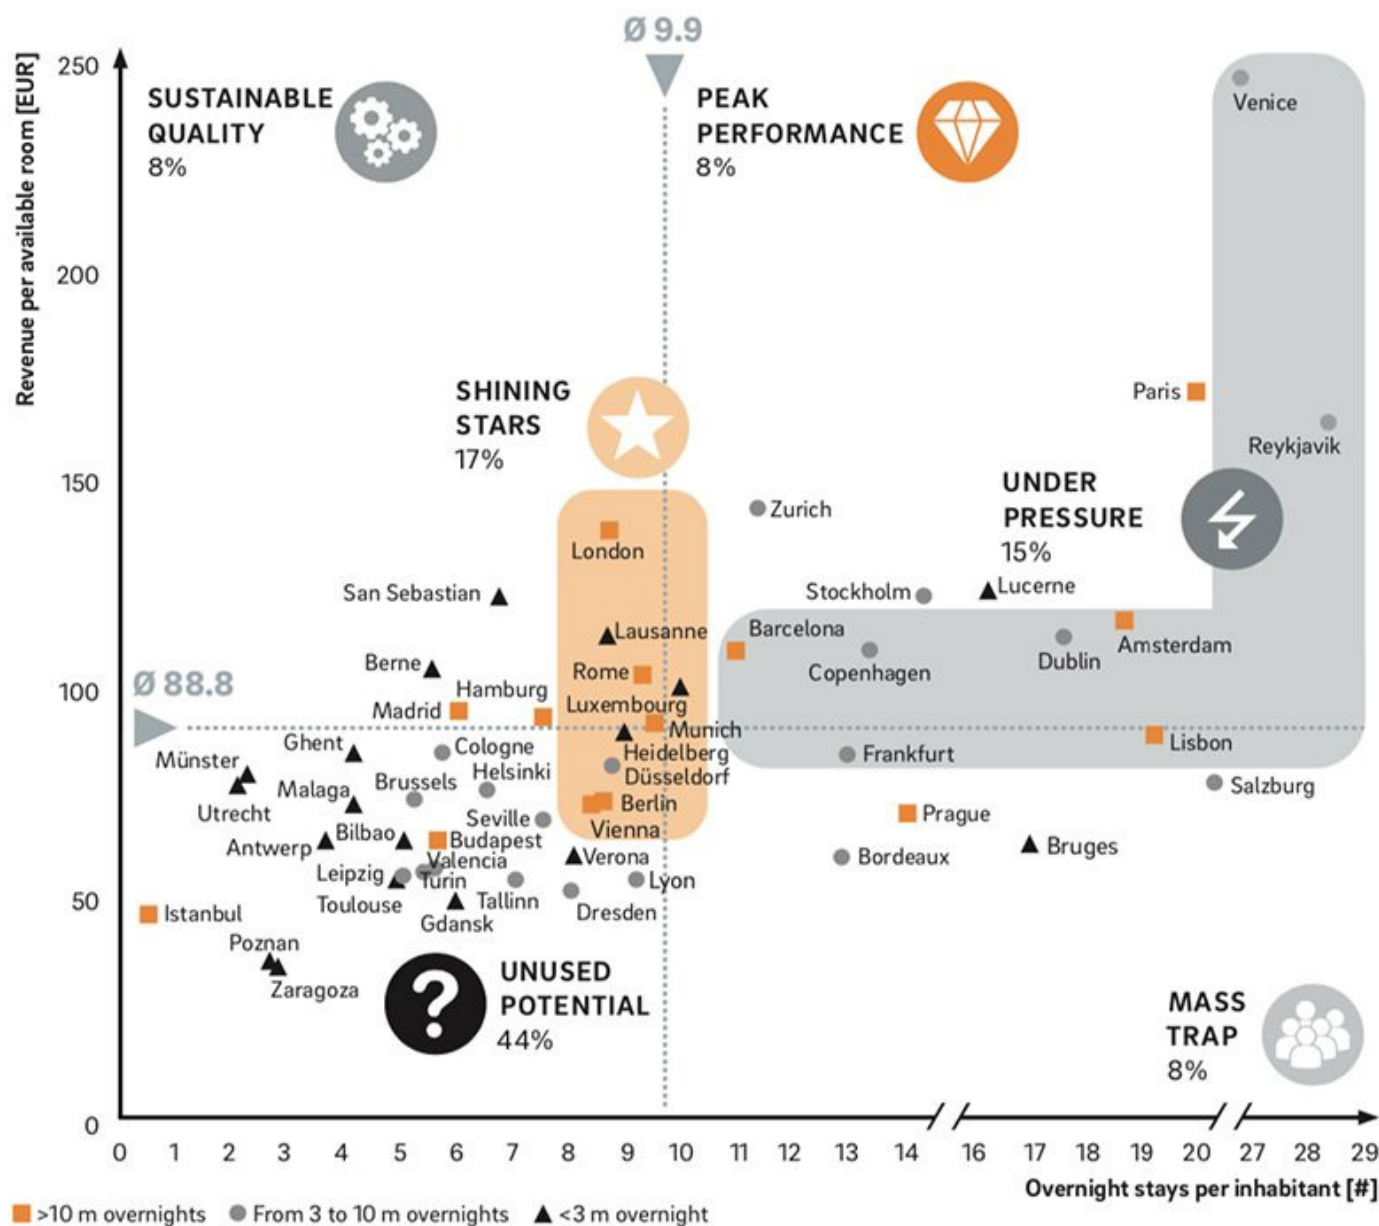 Ø 9.9
Revenue per available room [EUR]
250
200
150
100
50
0
SUSTAINABLE
QUALITY
8%
PEAK
PERFORMANCE
8%
Venice
SHINING
STARS
17%
Paris
Reykjavik
UNDER
PRESSURE
15%
Zurich
London
San Sebastian
Stockholm
Lucerne
Lausanne
Barcelona
Amsterdam
Berne
Rome
Copenhagen
Dublin
Ø 88.8
Hamburg
Madrid
Luxembourg
Munich
Ghent
Cologne
Heidelberg
Frankfurt
Lisbon
Münster
Helsinki
Düsseldorf
Utrecht
Malaga
Brussels
Salzburg
Berlin
Vienna
Prague
Antwerp
Bilbao
Seville
Budapest
Bruges
Valencia
Verona
Bordeaux
Leipzig
Turin
Lyon
Toulouse
Tallinn
Dresden
Istanbul
Gdansk
Poznan
Zaragoza
UNUSED
POTENTIAL
44%
MASS
TRAP
8%
0 1 2 3 4 5 6 7 8 9 10 11 12 13 14 16 17 18 19 20 27 28 29
Overnight stays per inhabitant [#]
>10 m overnights From 3 to 10 m overnights <3 m overnight